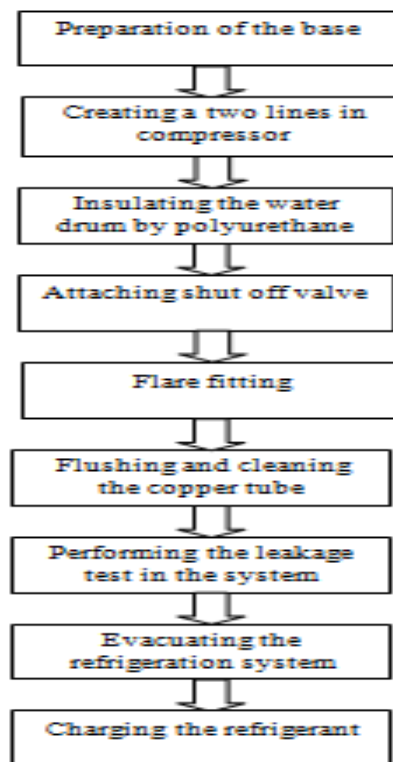 Preparation of the base
Creating a two lines in
compressor
Insulating the water
drum by polyurethane
Attaching shut off valve
Flare fitting
Flushing and cleaning
the copper tube
Performing the leakage
test in the system
Evacuating the
refrigeration system
Charging the refrigerant